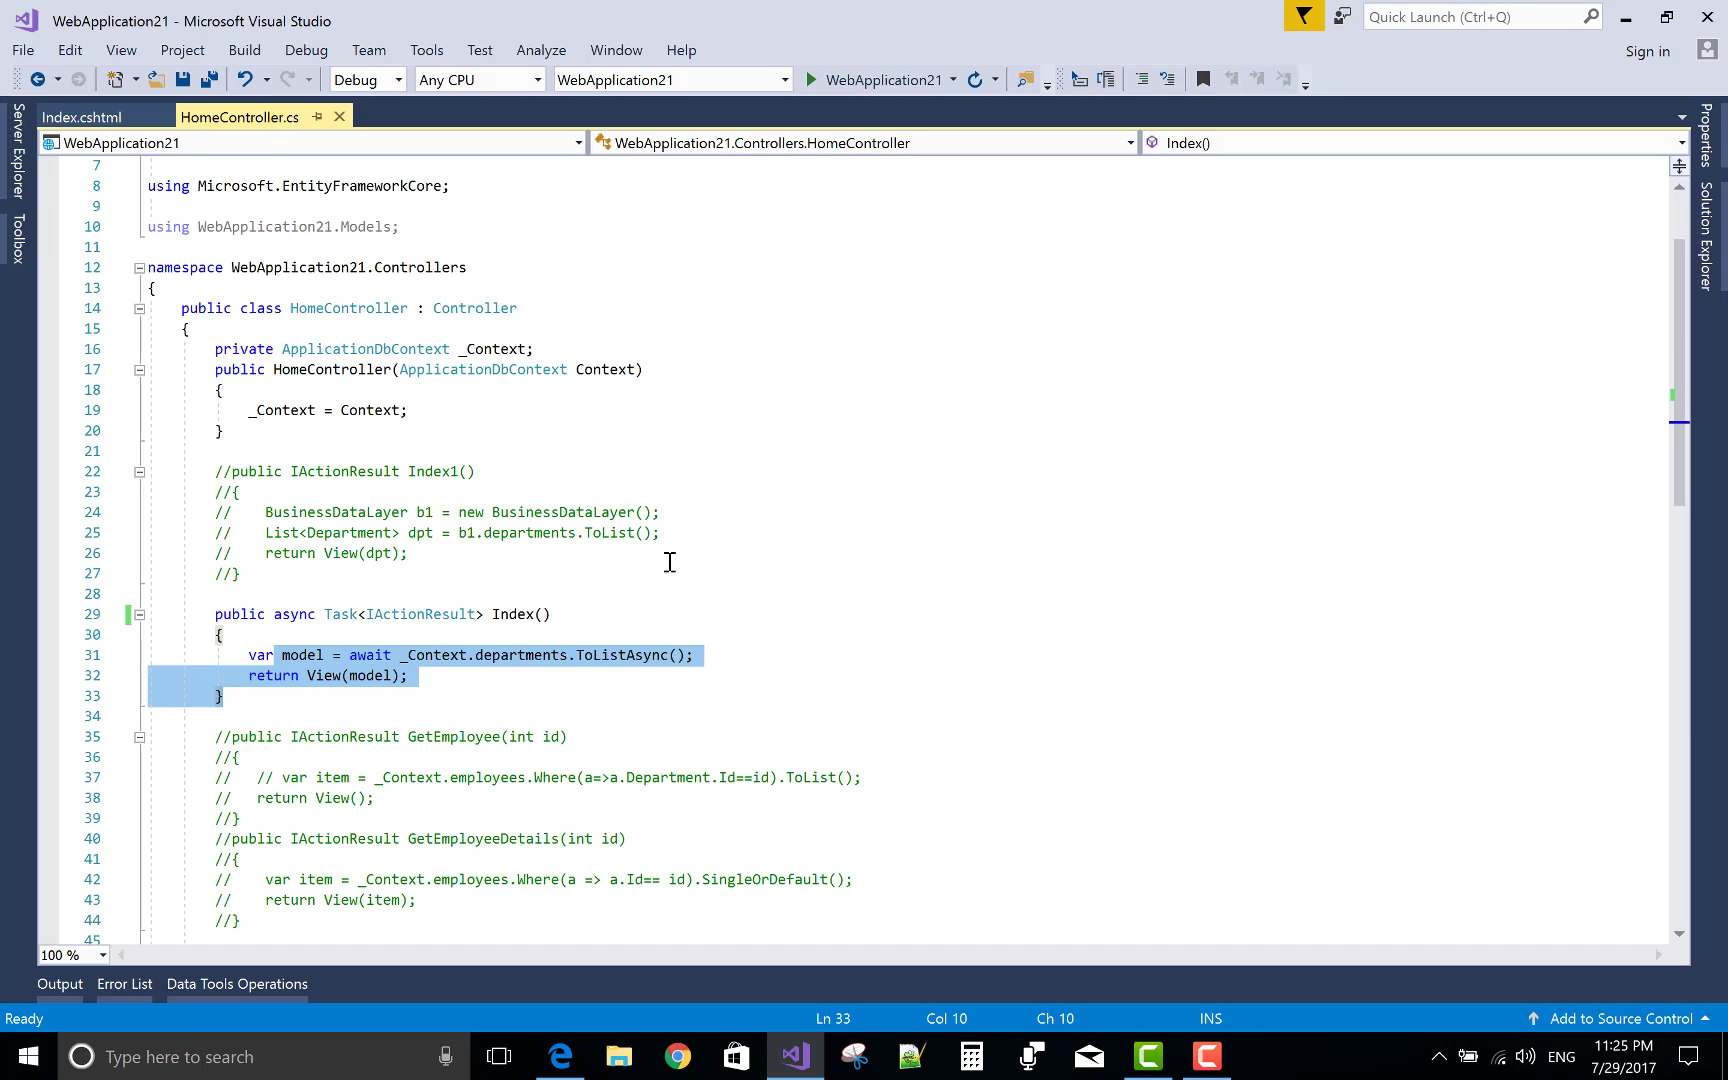 WebApplication21 - Microsoft Visual Studio
Quick Launch (Ctrl+Q)
File Edit View Project Build Debug Team Tools Test Analyze Window Help
Sign in
Debug Any CPU WebApplication21 WebApplication21
Server Explorer
Toolbox
Properties
Solution Explorer
Index.cshtml HomeController.cs
WebApplication21 WebApplication21.Controllers.HomeController Index()
7
8 using Microsoft.EntityFrameworkCore;
9
10 using WebApplication21.Models;
11
12 namespace WebApplication21.Controllers
13 {
14 public class HomeController : Controller
15 {
16 private ApplicationDbContext _Context;
17 public HomeController(ApplicationDbContext Context)
18 {
19 _Context = Context;
20 }
21
22 //public IActionResult Index1()
23 //{
24 // BusinessDataLayer b1 = new BusinessDataLayer();
25 // List<Department> dpt = b1.departments.ToList();
26 // return View(dpt);
27 //}
28
29 public async Task<IActionResult> Index()
30 {
31 var model = await _Context.departments.ToListAsync();
32 return View(model);
33 }
34
35 //public IActionResult GetEmployee(int id)
36 //{
37 // // var item = _Context.employees.Where(a=>a.Department.Id==id).ToList();
38 // return View();
39 //}
40 //public IActionResult GetEmployeeDetails(int id)
41 //{
42 // var item = _Context.employees.Where(a => a.Id== id).SingleOrDefault();
43 // return View(item);
44 //}
45
100 %
Output Error List Data Tools Operations
Ready Ln 33 Col 10 Ch 10 INS Add to Source Control
Type here to search
ENG
11:25 PM
7/29/2017